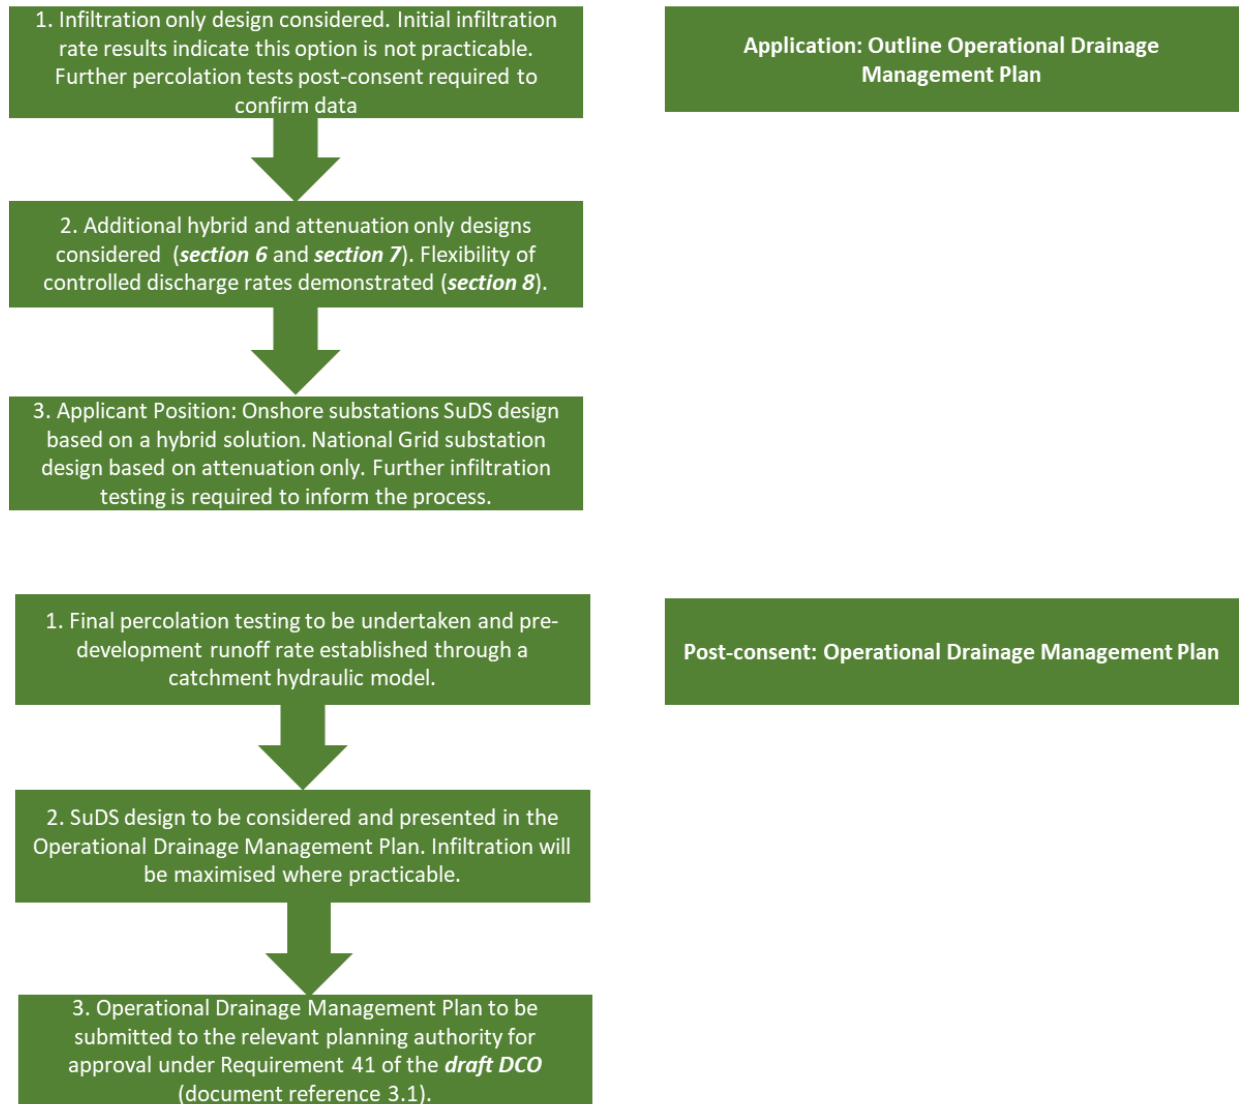 1. Infiltration only design considered. Initial infiltration
rate results indicate this option is not practicable.
Further percolation tests post-consent required to
confirm data
Application: Outline Operational Drainage
Management Plan
2. Additional hybrid and attenuation only designs
considered (section 6 and section 7). Flexibility of
controlled discharge rates demonstrated (section 8).
3. Applicant Position: Onshore substations SuDS design
based on a hybrid solution. National Grid substation
design based on attenuation only. Further infiltration
testing is required to inform the process.
1. Final percolation testing to be undertaken and pre-
development runoff rate established through a
catchment hydraulic model.
Post-consent: Operational Drainage Management Plan
2. SuDS design to be considered and presented in the
Operational Drainage Management Plan. Infiltration will
be maximised where practicable.
3. Operational Drainage Management Plan to be
submitted to the relevant planning authority for
approval under Requirement 41 of the draft DCO
(document reference 3.1).